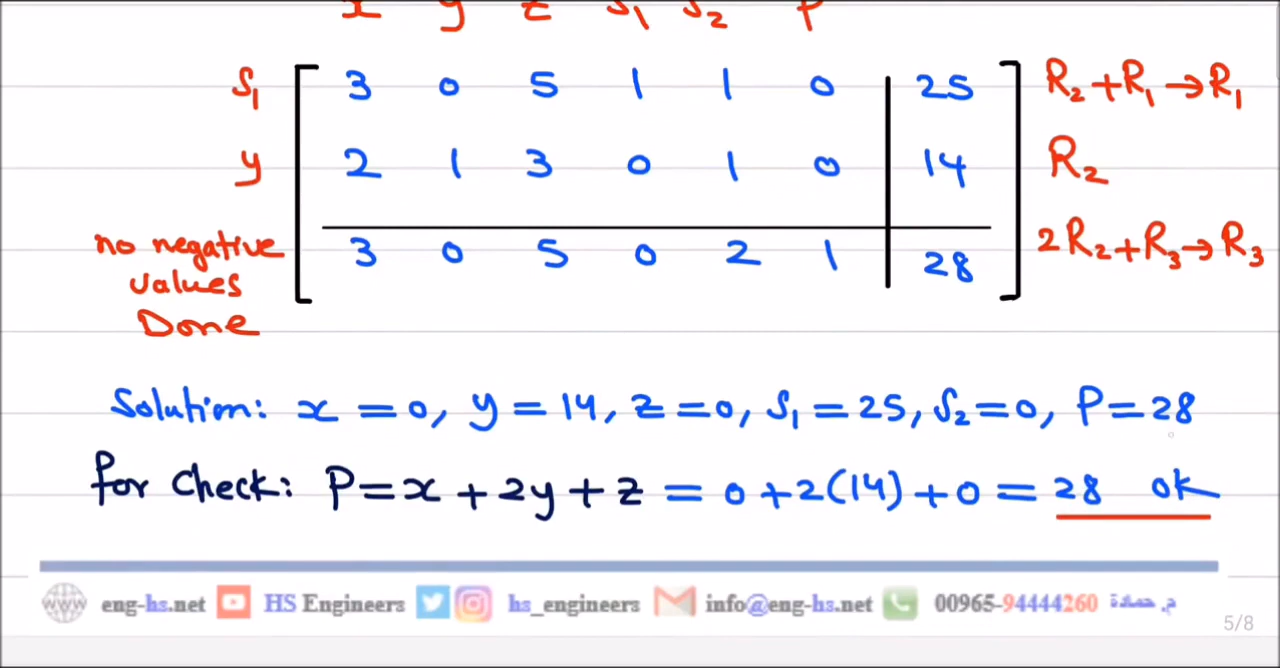 x y z S1 S2 P
S1 3 0 5 1 1 0 25 R2+R1→R1
y 2 1 3 0 1 0 14 R2
no negative values Done 3 0 5 0 2 1 28 2R2+R3→R3
Solution: x=0, y=14, z=0, S1=25, S2=0, P=28
For Check: P=x+2y+z=0+2(14)+0=28 ok
www eng-hs.net HS Engineers hs_engineers info@eng-hs.net 00965-94444260 م. حمادة
5/8